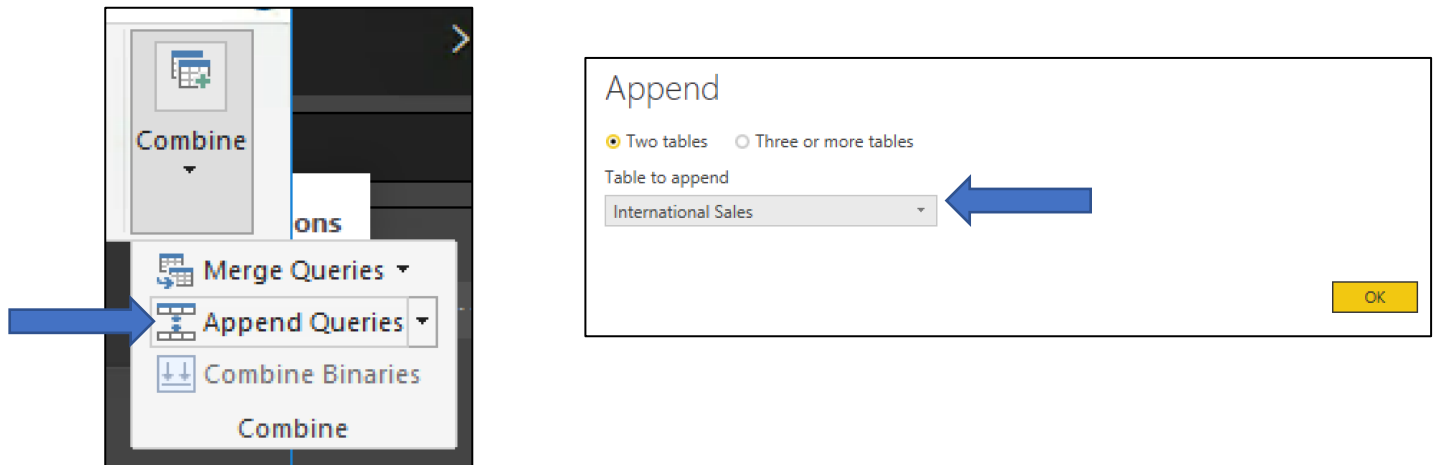 Combine
ons
Merge Queries
Append Queries
Combine Binaries
Combine
Append
Two tables Three or more tables
Table to append
International Sales
OK